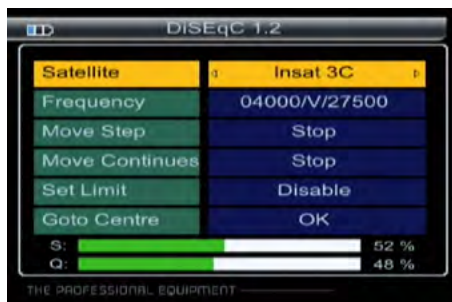 DiSEqC 1.2
Satellite Insat 3C
Frequency 04000/V/27500
Move Step Stop
Move Continues Stop
Set Limit Disable
Goto Centre OK
S: 52 %
Q: 48 %
THE PROFESSIONAL EQUIPMENT